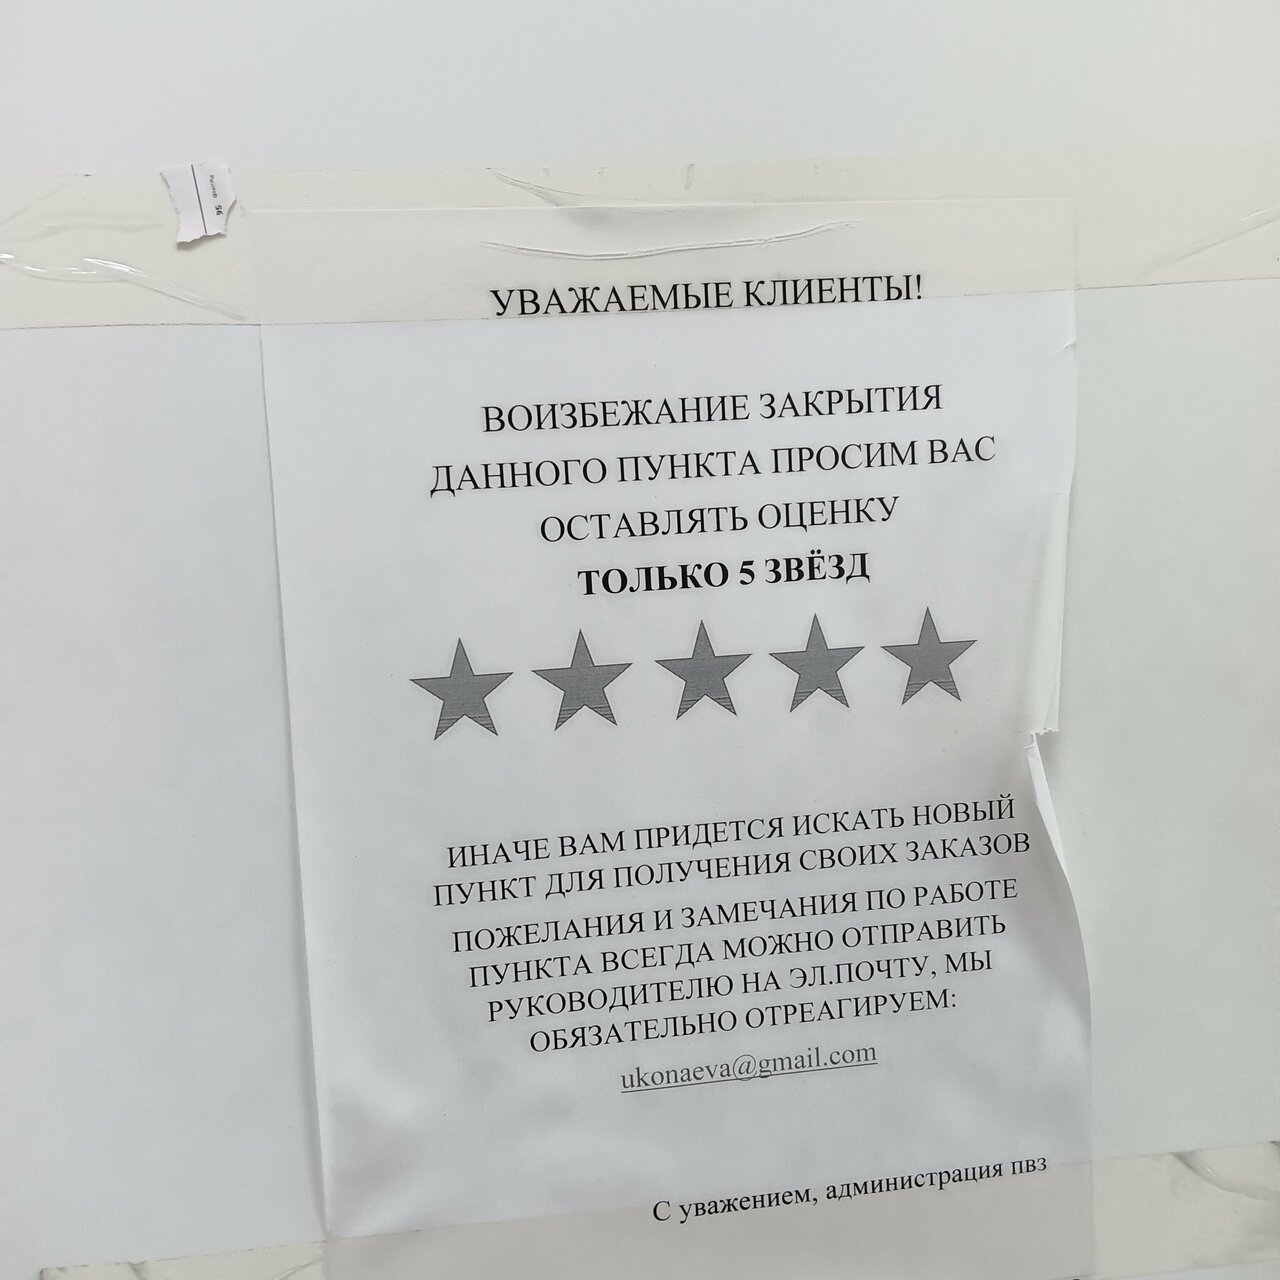 Размер 56
УВАЖАЕМЫЕ КЛИЕНТЫ!
ВОИЗБЕЖАНИЕ ЗАКРЫТИЯ
ДАННОГО ПУНКТА ПРОСИМ ВАС
ОСТАВЛЯТЬ ОЦЕНКУ
ТОЛЬКО 5 ЗВЁЗД
ИНАЧЕ ВАМ ПРИДЕТСЯ ИСКАТЬ НОВЫЙ
ПУНКТ ДЛЯ ПОЛУЧЕНИЯ СВОИХ ЗАКАЗОВ
ПОЖЕЛАНИЯ И ЗАМЕЧАНИЯ ПО РАБОТЕ
ПУНКТА ВСЕГДА МОЖНО ОТПРАВИТЬ
РУКОВОДИТЕЛЮ НА ЭЛ.ПОЧТУ, МЫ
ОБЯЗАТЕЛЬНО ОТРЕАГИРУЕМ:
ukonaeva@gmail.com
С уважением, администрация пвз